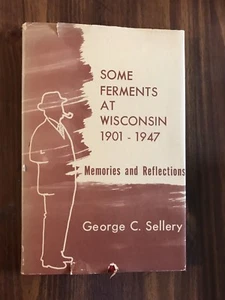 SOME
FERMENTS
AT
WISCONSIN
1901 - 1947
Memories and Reflections
George C. Sellery